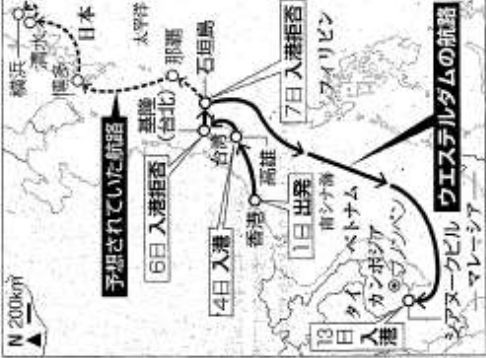 N 200km
横浜
清水
日本
太平洋
予想されていた航路
那覇
石垣島
7日 入港拒否
フィリピン
基隆
(台北)
6日 入港拒否
台湾
高雄
4日 入港
香港
1日 出発
南シナ海
ウエステルダムの航路
ベトナム
カンボジア
プノンペン
タイ
シアヌークビル
マレーシア
13日 入港